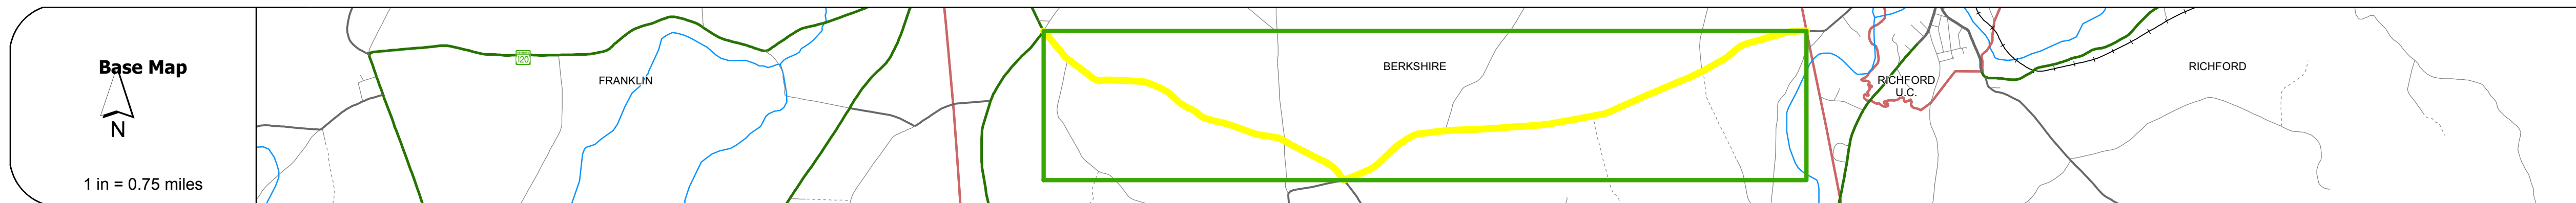 Base Map
N
1 in = 0.75 miles
120
FRANKLIN
BERKSHIRE
RICHFORD
U.C.
RICHFORD